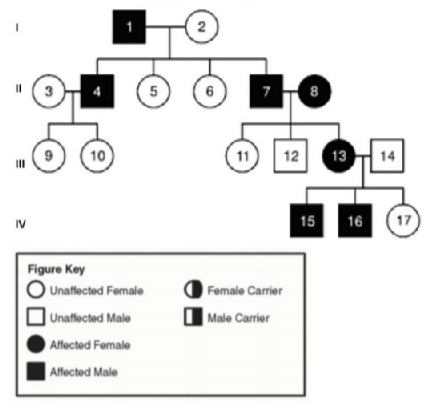 I
1 2
II
3 4 5 6 7 8
III
9 10 11 12 13 14
IV
15 16 17
Figure Key
Unaffected Female Female Carrier
Unaffected Male Male Carrier
Affected Female
Affected Male